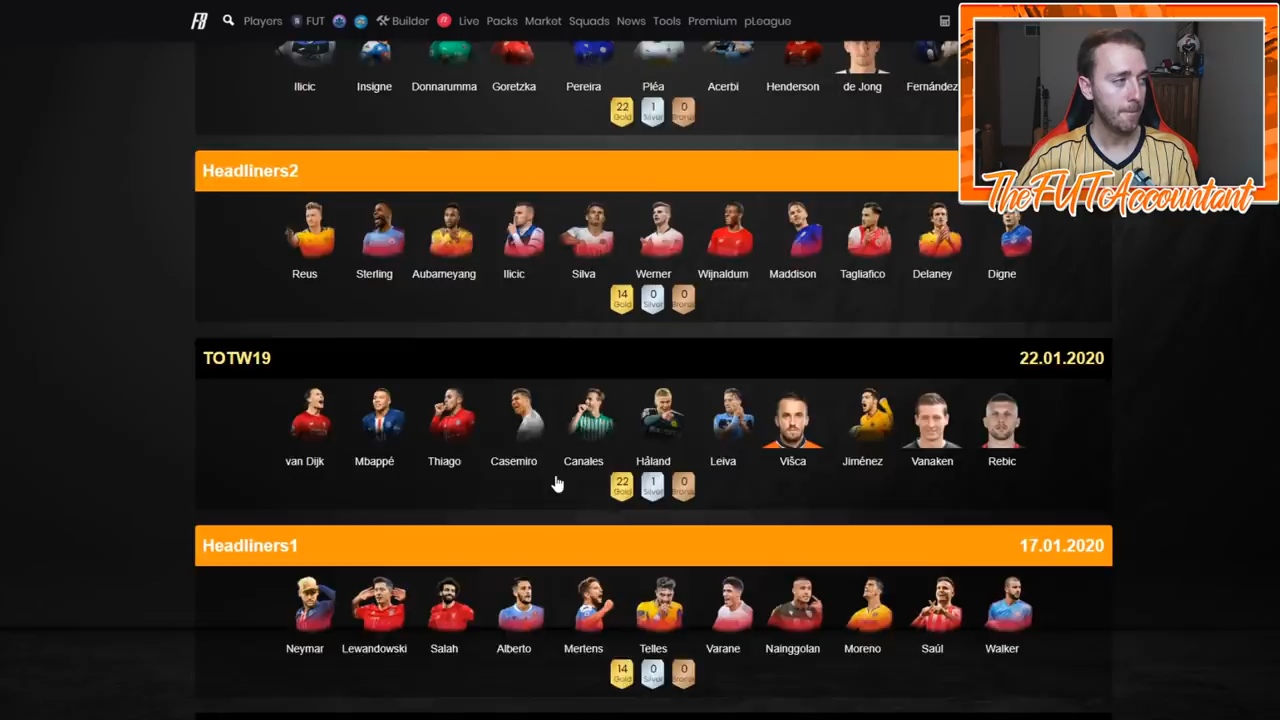 FB Players FUT Builder Live Packs Market Squads News Tools Premium pLeague
TheFUTAccountant
Ilicic Insigne Donnarumma Goretzka Pereira Pléa Acerbi Henderson de Jong Fernández
22 Gold 1 Silver 0 Bronze
Headliners2
Reus Sterling Aubameyang Ilicic Silva Werner Wijnaldum Maddison Tagliafico Delaney Digne
14 Gold 0 Silver 0 Bronze
TOTW19 22.01.2020
van Dijk Mbappé Thiago Casemiro Canales Håland Leiva Višca Jiménez Vanaken Rebic
22 Gold 1 Silver 0 Bronze
Headliners1 17.01.2020
Neymar Lewandowski Salah Alberto Mertens Telles Varane Nainggolan Moreno Saúl Walker
14 Gold 0 Silver 0 Bronze